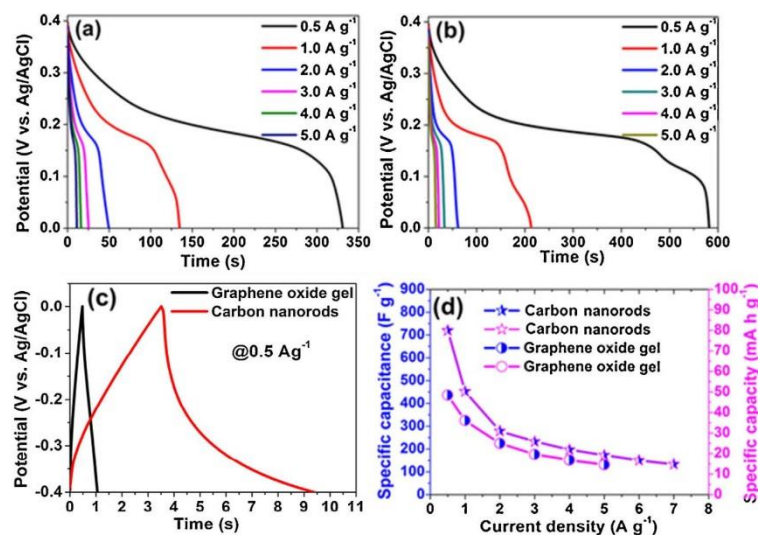 (a)
0.5 A g⁻¹
1.0 A g⁻¹
2.0 A g⁻¹
3.0 A g⁻¹
4.0 A g⁻¹
5.0 A g⁻¹
Potential (V vs. Ag/AgCl)
0.4
0.3
0.2
0.1
0.0
0 50 100 150 200 250 300 350
Time (s)
(b)
0.5 A g⁻¹
1.0 A g⁻¹
2.0 A g⁻¹
3.0 A g⁻¹
4.0 A g⁻¹
5.0 A g⁻¹
Potential (V vs. Ag/AgCl)
0.4
0.3
0.2
0.1
0.0
0 100 200 300 400 500 600
Time (s)
(c)
Graphene oxide gel
Carbon nanorods
@0.5 Ag⁻¹
Potential (V vs. Ag/AgCl)
0.0
-0.1
-0.2
-0.3
-0.4
0 1 2 3 4 5 6 7 8 9 10 11
Time (s)
(d)
Carbon nanorods
Carbon nanorods
Graphene oxide gel
Graphene oxide gel
Specific capacitance (F g⁻¹)
900
800
700
600
500
400
300
200
100
0
0 1 2 3 4 5 6 7 8
Current density (A g⁻¹)
100
90
80
70
60
50
40
30
20
10
0
Specific capacity (mA h g⁻¹)